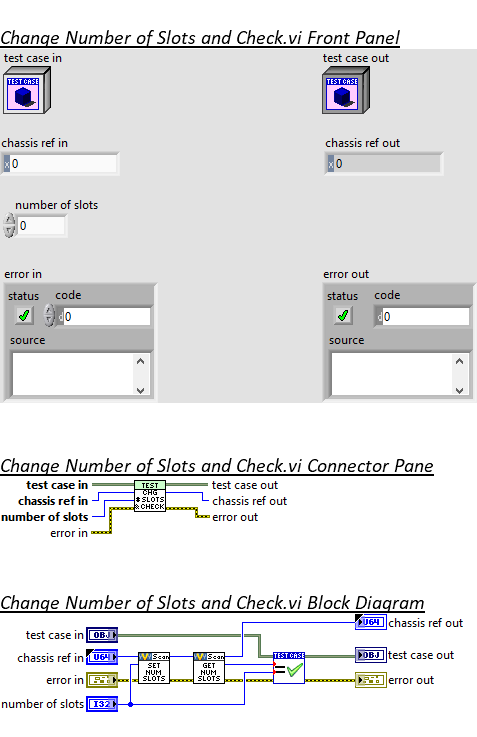 Change Number of Slots and Check.vi Front Panel
test case in
test case out
TEST CASE
TEST CASE
chassis ref in
chassis ref out
x 0
x 0
number of slots
0
error in
error out
status code
status code
d 0
d 0
source
source
Change Number of Slots and Check.vi Connector Pane
test case in TEST test case out
chassis ref in CHG chassis ref out
number of slots # SLOTS error out
error in & CHECK
Change Number of Slots and Check.vi Block Diagram
U64 chassis ref out
test case in OBJ
chassis ref in U64 Scan Scan TEST CASE OBJ test case out
error in SET NUM SLOTS GET NUM SLOTS error out
number of slots I32